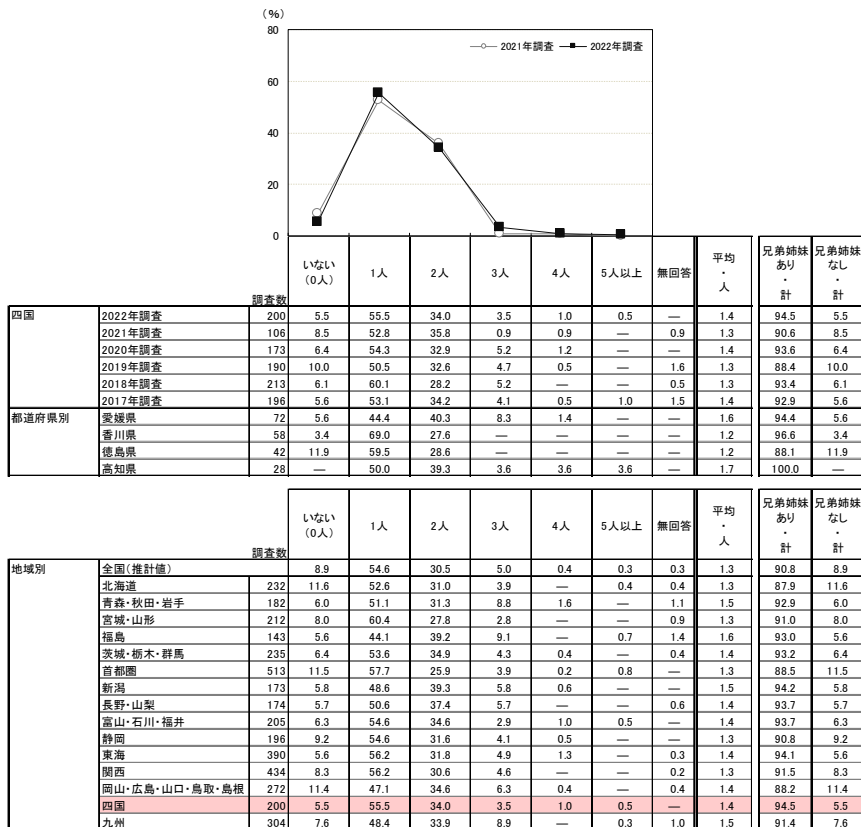 (%)
80
60
40
20
0
2021年調査 2022年調査
調査数 いない(0人) 1人 2人 3人 4人 5人以上 無回答 平均・人 兄弟姉妹あり・計 兄弟姉妹なし・計
四国 2022年調査 200 5.5 55.5 34.0 3.5 1.0 0.5 — 1.4 94.5 5.5
2021年調査 106 8.5 52.8 35.8 0.9 0.9 — 0.9 1.3 90.6 8.5
2020年調査 173 6.4 54.3 32.9 5.2 1.2 — — 1.4 93.6 6.4
2019年調査 190 10.0 50.5 32.6 4.7 0.5 — 1.6 1.3 88.4 10.0
2018年調査 213 6.1 60.1 28.2 5.2 — — 0.5 1.3 93.4 6.1
2017年調査 196 5.6 53.1 34.2 4.1 0.5 1.0 1.5 1.4 92.9 5.6
都道府県別 愛媛県 72 5.6 44.4 40.3 8.3 1.4 — — 1.6 94.4 5.6
香川県 58 3.4 69.0 27.6 — — — — 1.2 96.6 3.4
徳島県 42 11.9 59.5 28.6 — — — — 1.2 88.1 11.9
高知県 28 — 50.0 39.3 3.6 3.6 3.6 — 1.7 100.0 —
調査数 いない(0人) 1人 2人 3人 4人 5人以上 無回答 平均・人 兄弟姉妹あり・計 兄弟姉妹なし・計
地域別 全国(推計値) 8.9 54.6 30.5 5.0 0.4 0.3 0.3 1.3 90.8 8.9
北海道 232 11.6 52.6 31.0 3.9 — 0.4 0.4 1.3 87.9 11.6
青森・秋田・岩手 182 6.0 51.1 31.3 8.8 1.6 — 1.1 1.5 92.9 6.0
宮城・山形 212 8.0 60.4 27.8 2.8 — — 0.9 1.3 91.0 8.0
福島 143 5.6 44.1 39.2 9.1 — 0.7 1.4 1.6 93.0 5.6
茨城・栃木・群馬 235 6.4 53.6 34.9 4.3 0.4 — 0.4 1.4 93.2 6.4
首都圏 513 11.5 57.7 25.9 3.9 0.2 0.8 — 1.3 88.5 11.5
新潟 173 5.8 48.6 39.3 5.8 0.6 — — 1.5 94.2 5.8
長野・山梨 174 5.7 50.6 37.4 5.7 — — 0.6 1.4 93.7 5.7
富山・石川・福井 205 6.3 54.6 34.6 2.9 1.0 0.5 — 1.4 93.7 6.3
静岡 196 9.2 54.6 31.6 4.1 0.5 — — 1.3 90.8 9.2
東海 390 5.6 56.2 31.8 4.9 1.3 — 0.3 1.4 94.1 5.6
関西 434 8.3 56.2 30.6 4.6 — — 0.2 1.3 91.5 8.3
岡山・広島・山口・鳥取・島根 272 11.4 47.1 34.6 6.3 0.4 — 0.4 1.4 88.2 11.4
四国 200 5.5 55.5 34.0 3.5 1.0 0.5 — 1.4 94.5 5.5
九州 304 7.6 48.4 33.9 8.9 — 0.3 1.0 1.5 91.4 7.6